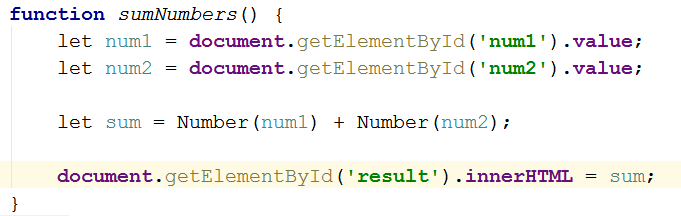 function sumNumbers() {
    let num1 = document.getElementById('num1').value;
    let num2 = document.getElementById('num2').value;

    let sum = Number(num1) + Number(num2);

    document.getElementById('result').innerHTML = sum;
}